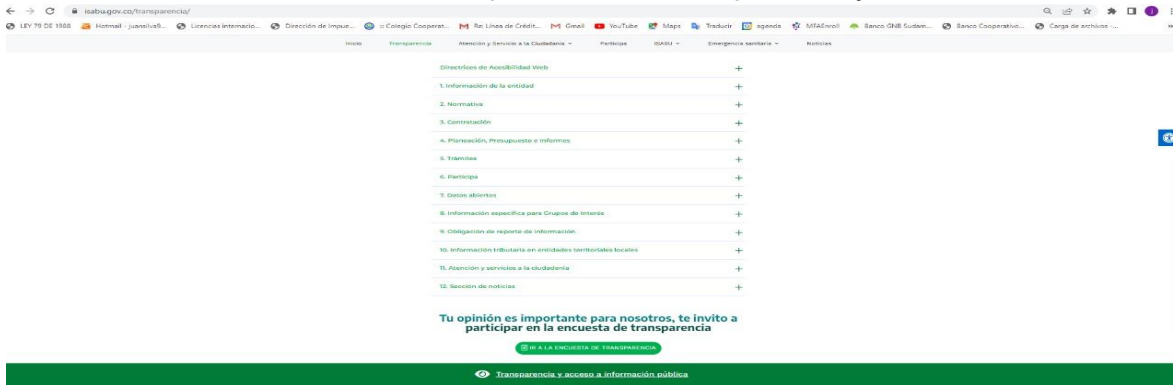 isabu.gov.co/transparencia/
LEY 79 DE 1988 Hotmail - juansilva9... Licencias Internacio... Dirección de Impue... :: Colegio Cooperat... Re: Línea de Crédit... Gmail YouTube Maps Traducir agenda MTAEnroll Banco GNB Sudam... Banco Cooperativo... Carga de archivos -...
Inicio Transparencia Atención y Servicio a la Ciudadanía Participa ISABU Emergencia sanitaria Noticias
Directrices de Accesibilidad Web
1. Información de la entidad
2. Normativa
3. Contratación
4. Planeación, Presupuesto e Informes
5. Trámites
6. Participa
7. Datos abiertos
8. Información específica para Grupos de Interés
9. Obligación de reporte de información
10. Información tributaria en entidades territoriales locales
11. Atención y servicios a la ciudadanía
12. Sección de noticias
Tu opinión es importante para nosotros, te invito a
participar en la encuesta de transparencia
IR A LA ENCUESTA DE TRANSPARENCIA
Transparencia y acceso a información pública